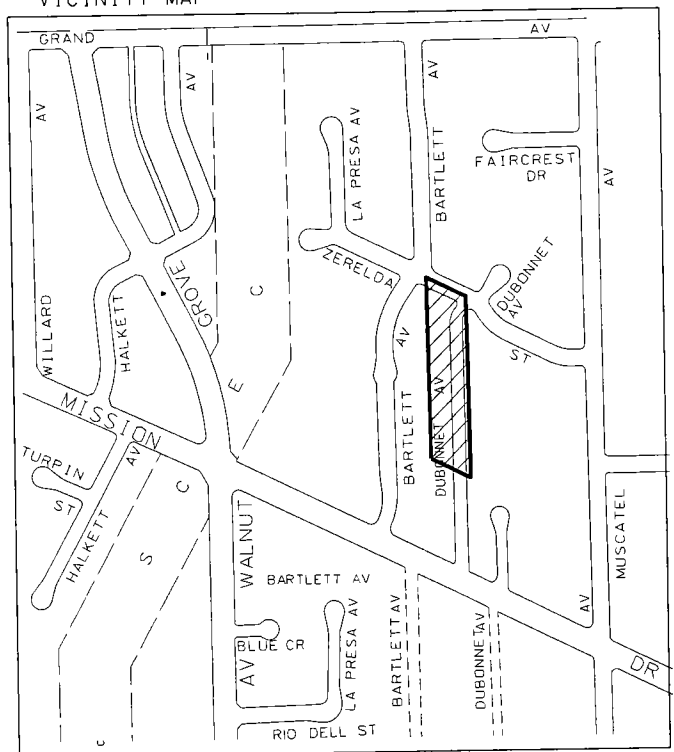 VICINITY MAP
GRAND
AV
AV
AV
AV
BARTLETT
LA PRESA AV
FAIRCREST
DR
AV
ZERELDA
DUBONNET
AV
ST
GROVE
C
WILLARD
HALKETT
E
AV
BARTLETT
DUBONNET AV
MISSION
AV
TURPIN
ST
HALKETT
C
S
WALNUT
AV
BARTLETT AV
BLUE CR
LA PRESA AV
BARTLETT AV
DUBONNET AV
MUSCATEL
AV
DR
RIO DELL ST
C